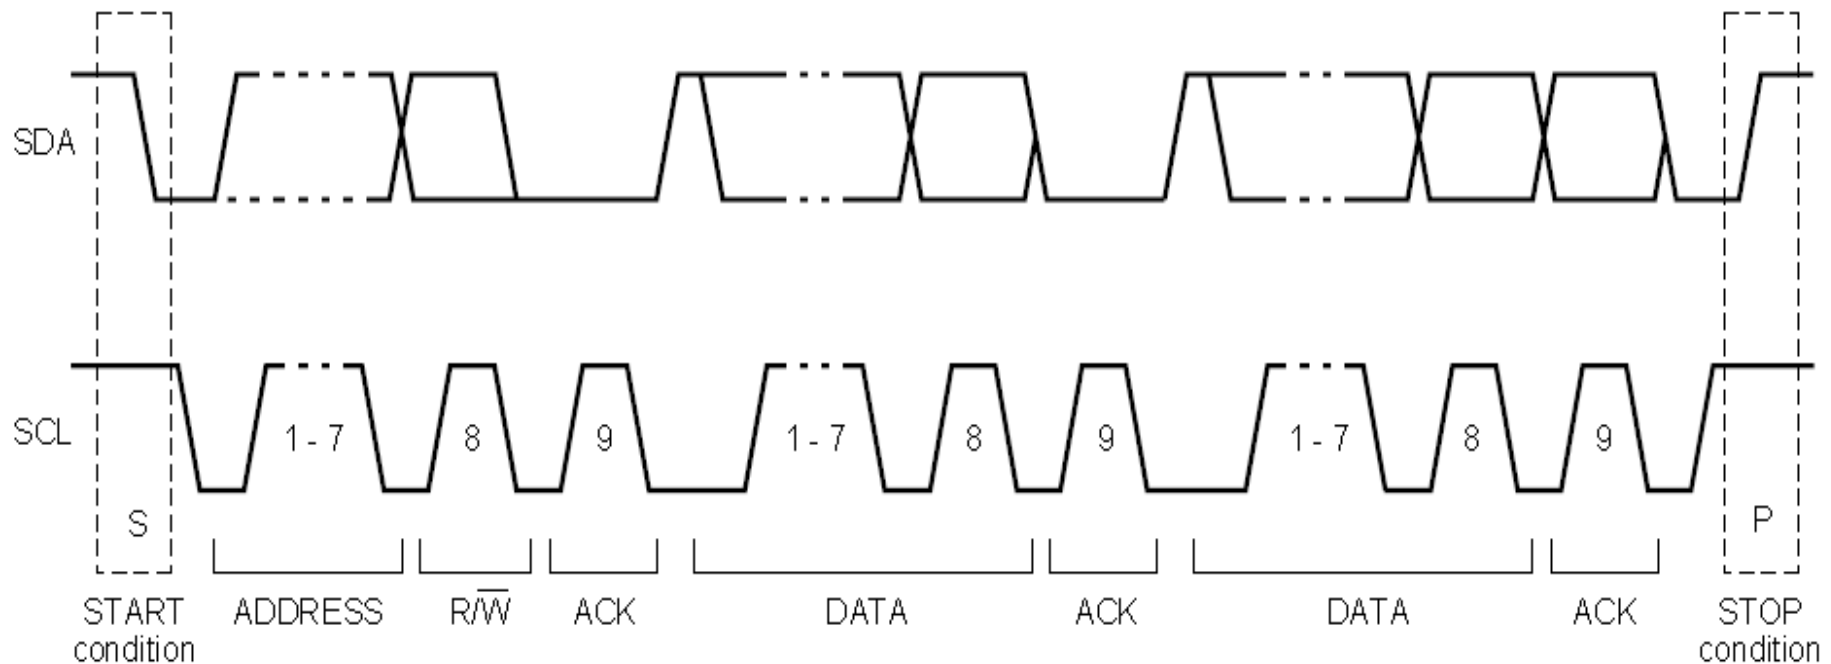 SDA
SCL
1 - 7
8
9
1 - 7
8
9
1 - 7
8
9
S
P
START
condition
ADDRESS
R/W̅
ACK
DATA
ACK
DATA
ACK
STOP
condition